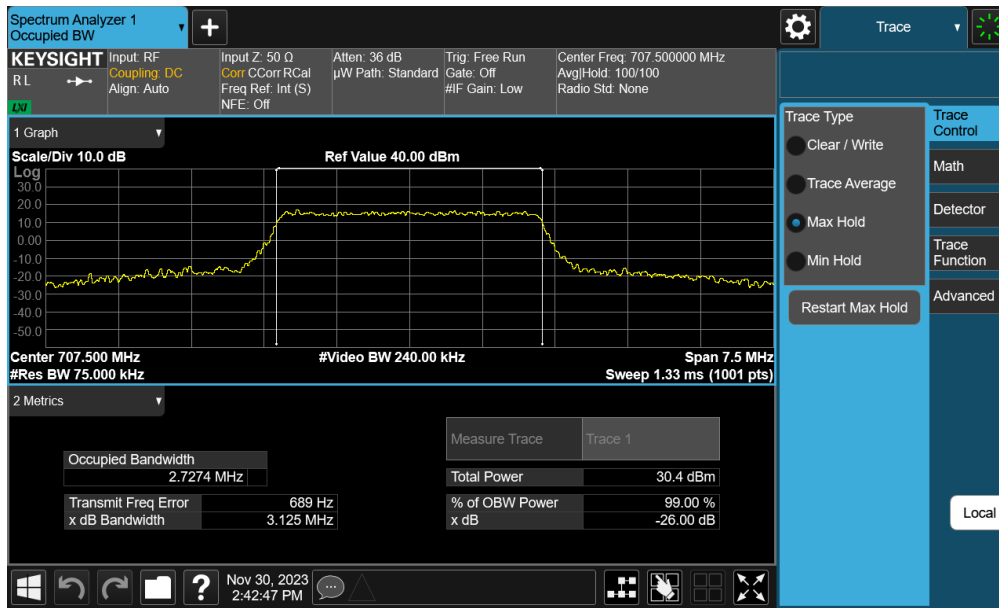 Spectrum Analyzer 1
Occupied BW
Trace
KEYSIGHT
R L
LXI
Input: RF
Coupling: DC
Align: Auto
Input Z: 50 Ω
Corr CCorr RCal
Freq Ref: Int (S)
NFE: Off
Atten: 36 dB
µW Path: Standard
Trig: Free Run
Gate: Off
#IF Gain: Low
Center Freq: 707.500000 MHz
Avg|Hold: 100/100
Radio Std: None
1 Graph
Scale/Div 10.0 dB
Ref Value 40.00 dBm
Log
30.0
20.0
10.0
0.00
-10.0
-20.0
-30.0
-40.0
-50.0
Center 707.500 MHz
#Video BW 240.00 kHz
Span 7.5 MHz
#Res BW 75.000 kHz
Sweep 1.33 ms (1001 pts)
2 Metrics
Measure Trace
Trace 1
Occupied Bandwidth
2.7274 MHz
Total Power
30.4 dBm
Transmit Freq Error
689 Hz
% of OBW Power
99.00 %
x dB Bandwidth
3.125 MHz
x dB
-26.00 dB
Trace Type
Clear / Write
Trace Average
Max Hold
Min Hold
Restart Max Hold
Trace
Control
Math
Detector
Trace
Function
Advanced
Local
?
Nov 30, 2023
2:42:47 PM